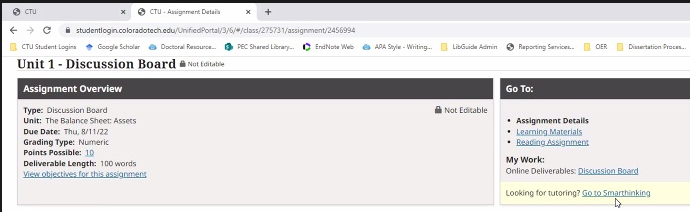 CTU
CTU - Assignment Details
studentlogin.coloradotech.edu/UnifiedPortal/3/6/#/class/275731/assignment/2456994
CTU Student Logins Google Scholar Doctoral Resource... PEC Shared Library... EndNote Web APA Style - Writing... LibGuide Admin Reporting Services... OER Dissertation Proces...
Unit 1 - Discussion Board Not Editable
Assignment Overview
Type: Discussion Board Not Editable
Unit: The Balance Sheet: Assets
Due Date: Thu, 8/11/22
Grading Type: Numeric
Points Possible: 10
Deliverable Length: 100 words
View objectives for this assignment
Go To:
Assignment Details
Learning Materials
Reading Assignment
My Work:
Online Deliverables: Discussion Board
Looking for tutoring? Go to Smarthinking